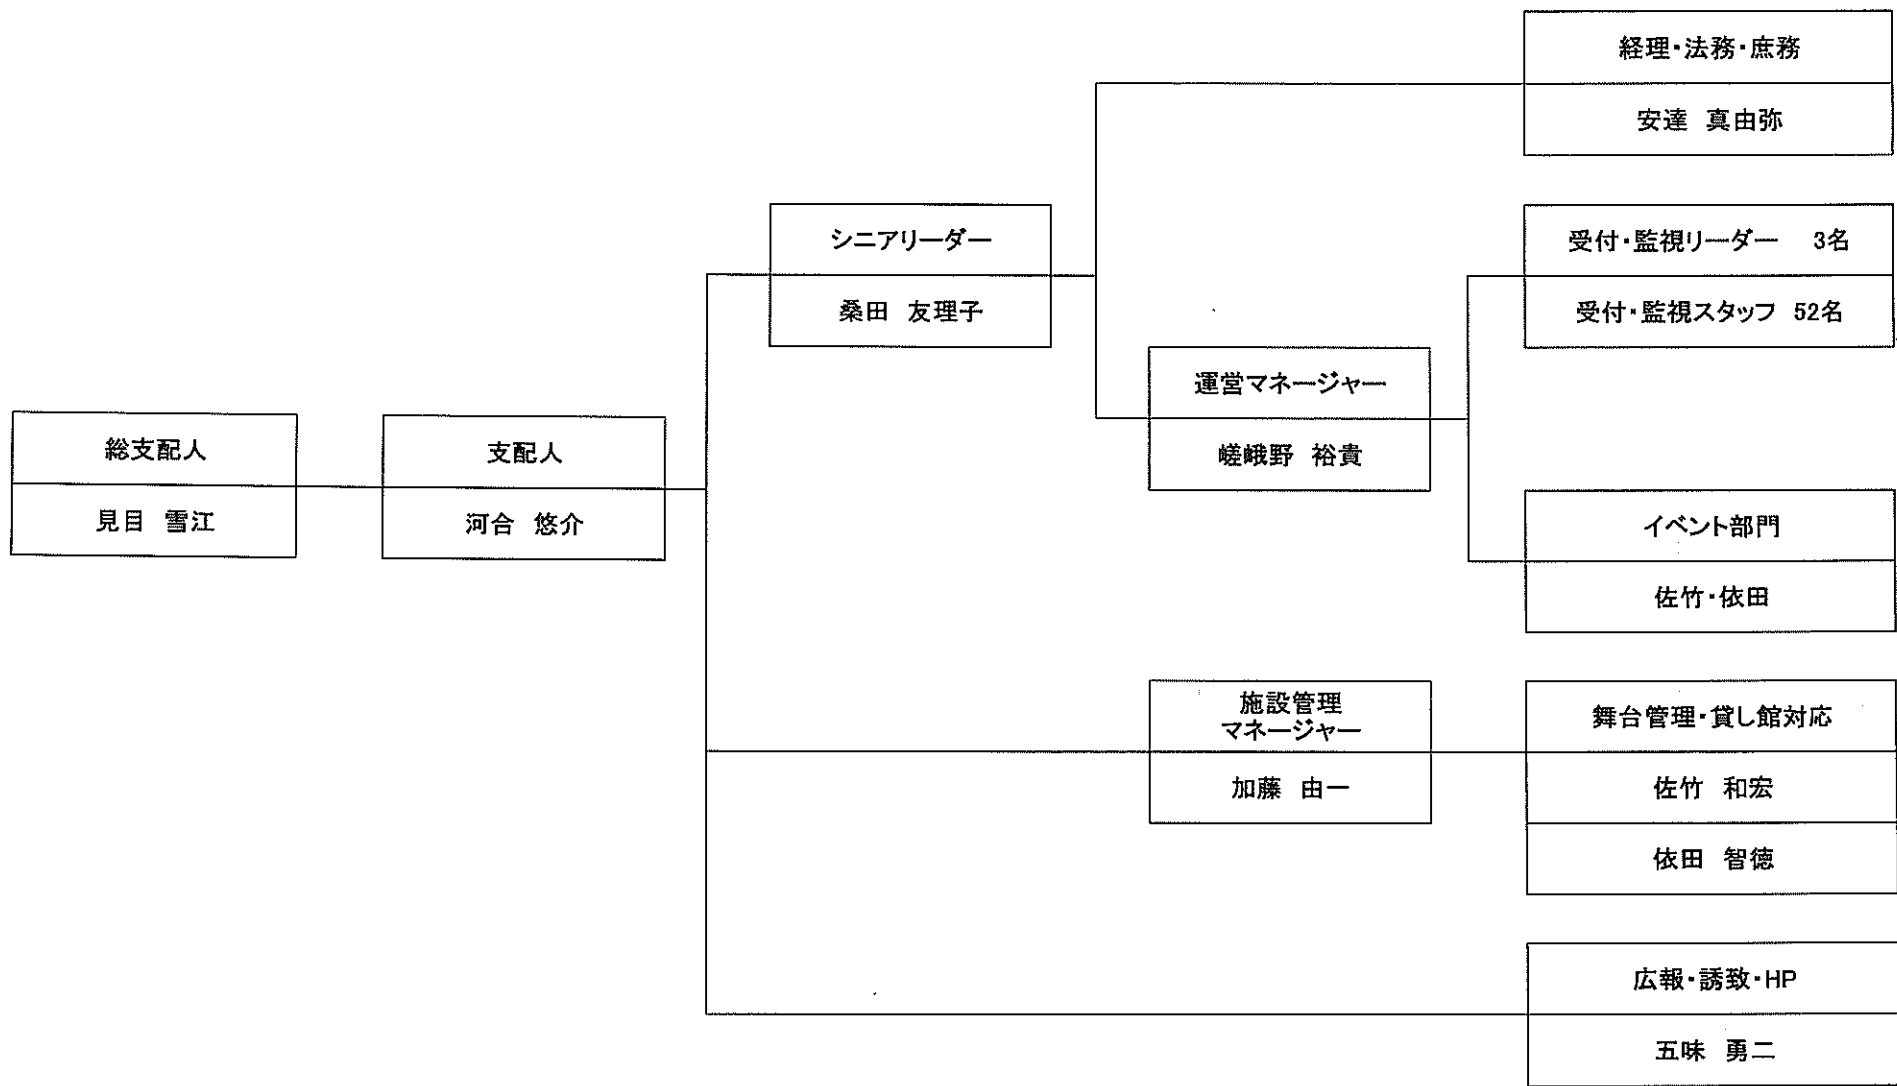 経理・法務・庶務
安達 真由弥
シニアリーダー
桑田 友理子
受付・監視リーダー 3名
受付・監視スタッフ 52名
運営マネージャー
嵯峨野 裕貴
総支配人
見目 雪江
支配人
河合 悠介
イベント部門
佐竹・依田
施設管理
マネージャー
加藤 由一
舞台管理・貸し館対応
佐竹 和宏
依田 智徳
広報・誘致・HP
五味 勇二